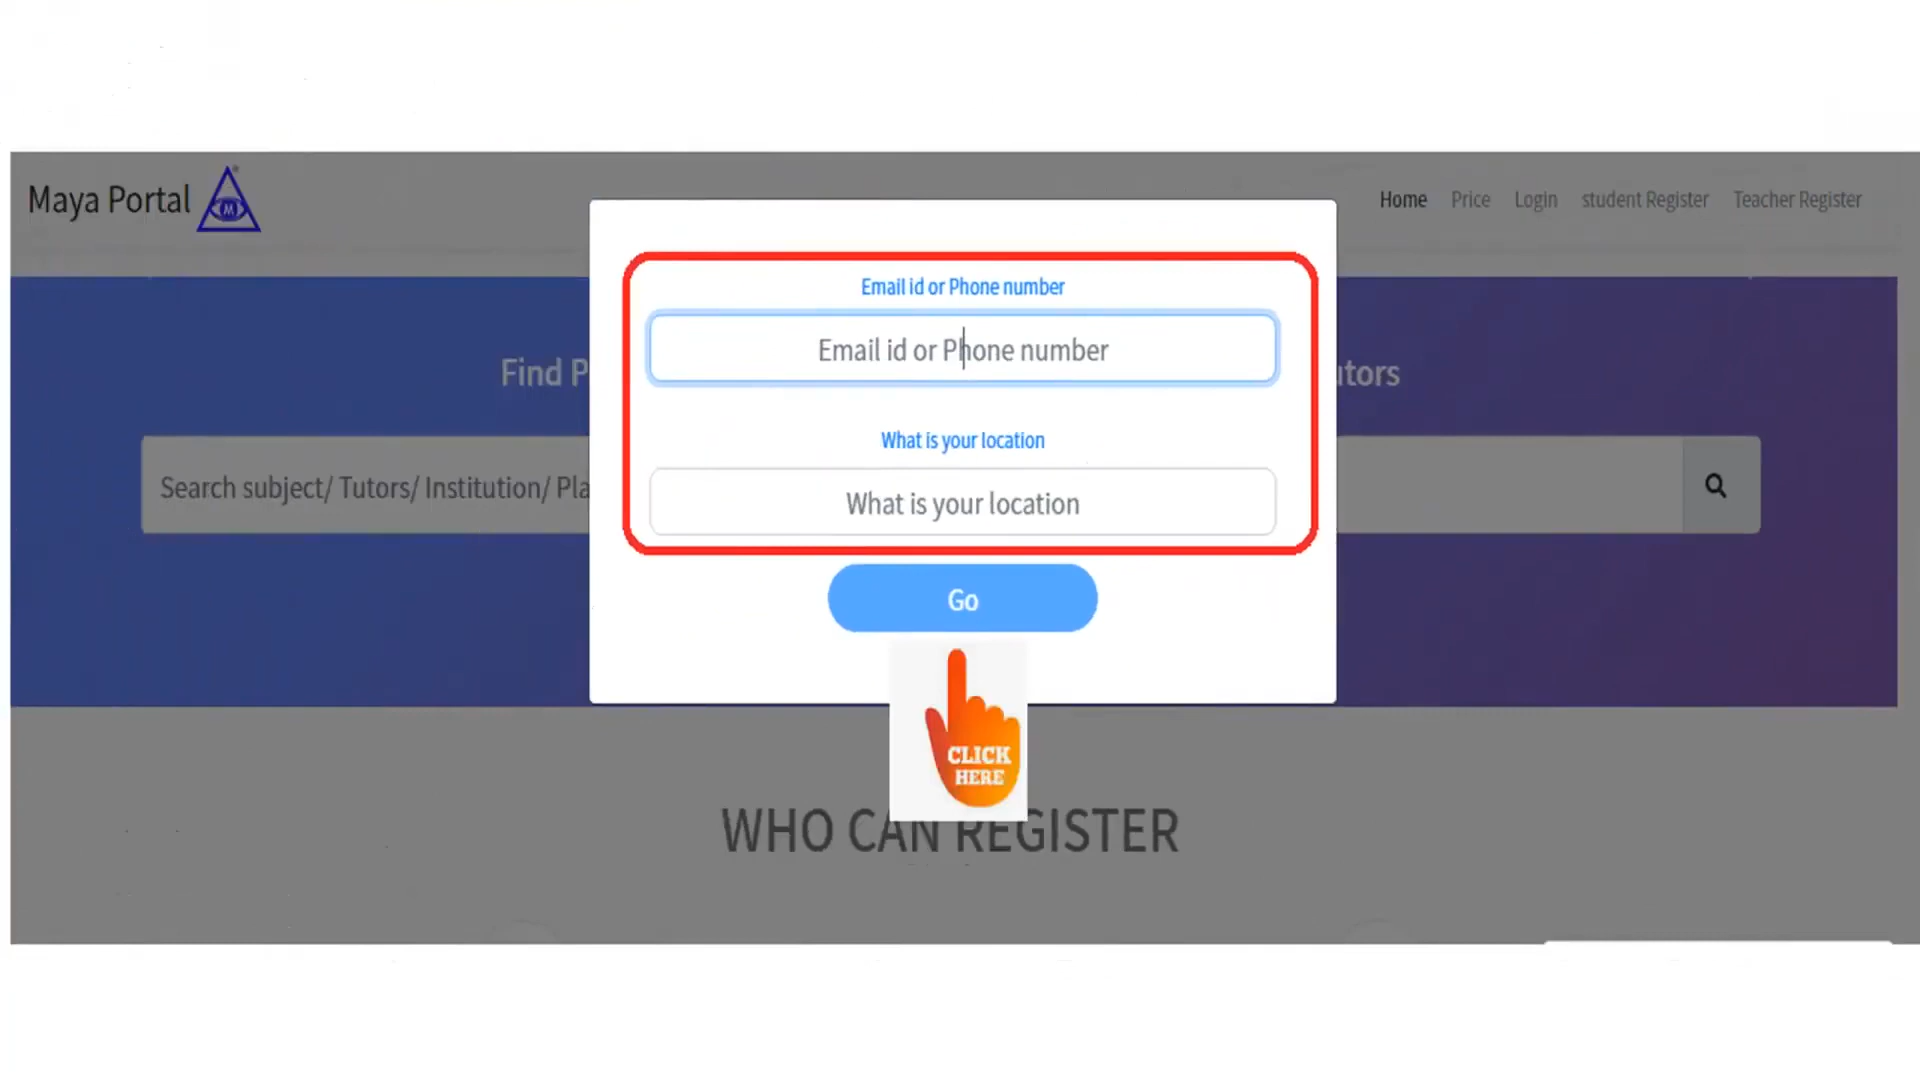 Maya Portal
M
Home Price Login student Register Teacher Register
Email id or Phone number
Email id or Phone number
Find P
utors
What is your location
Search subject/ Tutors/ Institution/ Pla
What is your location
Go
CLICK
HERE
WHO CAN REGISTER